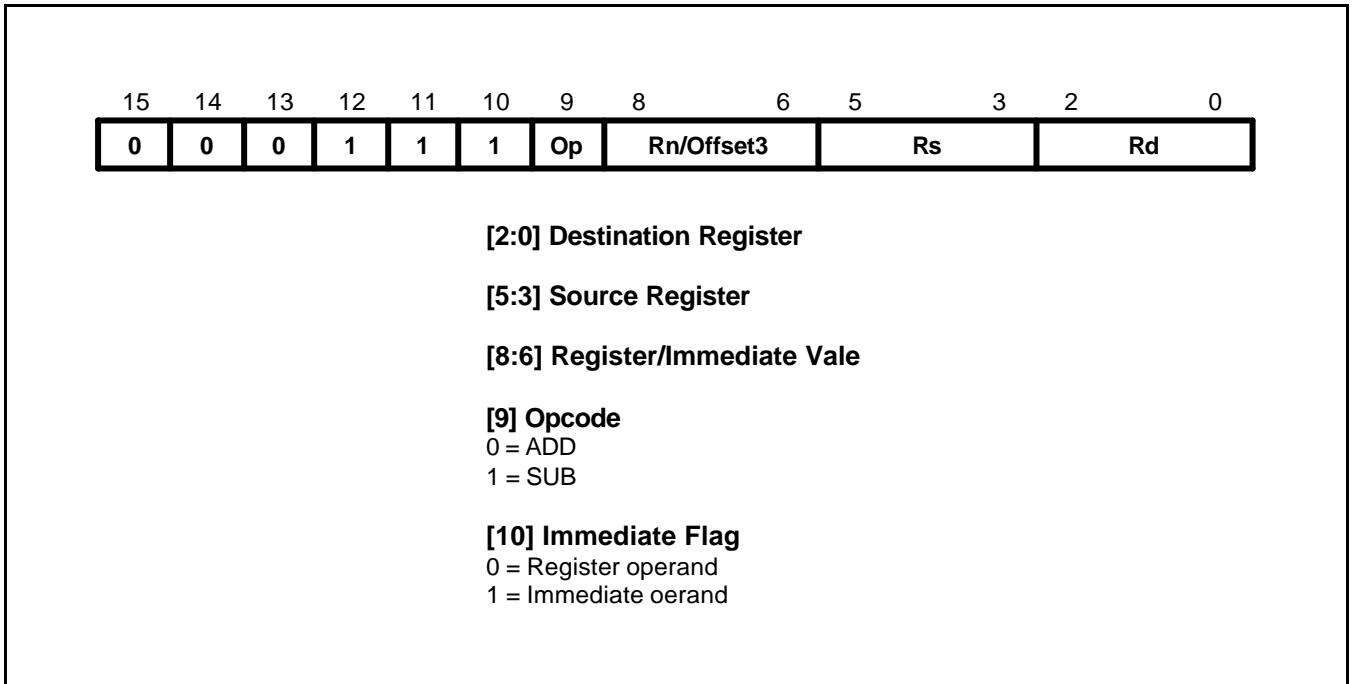 15 14 13 12 11 10 9 8 6 5 3 2 0
0 0 0 1 1 1 Op Rn/Offset3 Rs Rd
[2:0] Destination Register
[5:3] Source Register
[8:6] Register/Immediate Vale
[9] Opcode
0 = ADD
1 = SUB
[10] Immediate Flag
0 = Register operand
1 = Immediate oerand